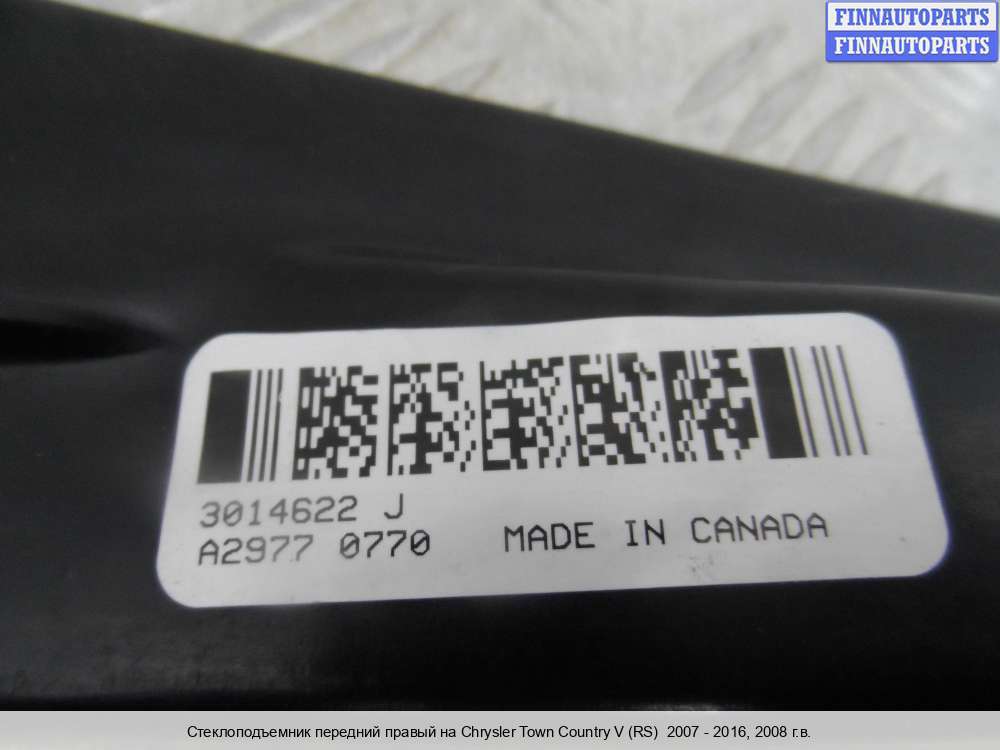 FINNAUTOPARTS
FINNAUTOPARTS
3014622 J
A2977 0770 MADE IN CANADA
Стеклоподъемник передний правый на Chrysler Town Country V (RS) 2007 - 2016, 2008 г.в.